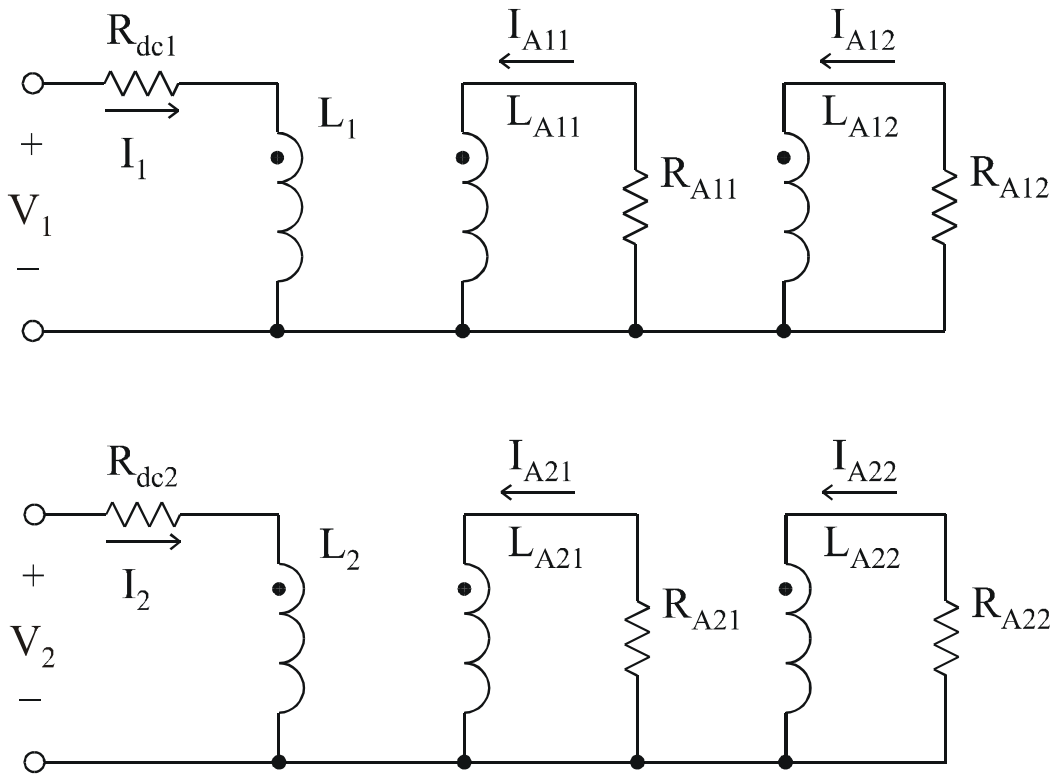 R_dc1
I_A11
I_A12
L_1
L_A11
L_A12
+
I_1
R_A11
R_A12
V_1
−
R_dc2
I_A21
I_A22
L_2
L_A21
L_A22
+
I_2
R_A21
R_A22
V_2
−